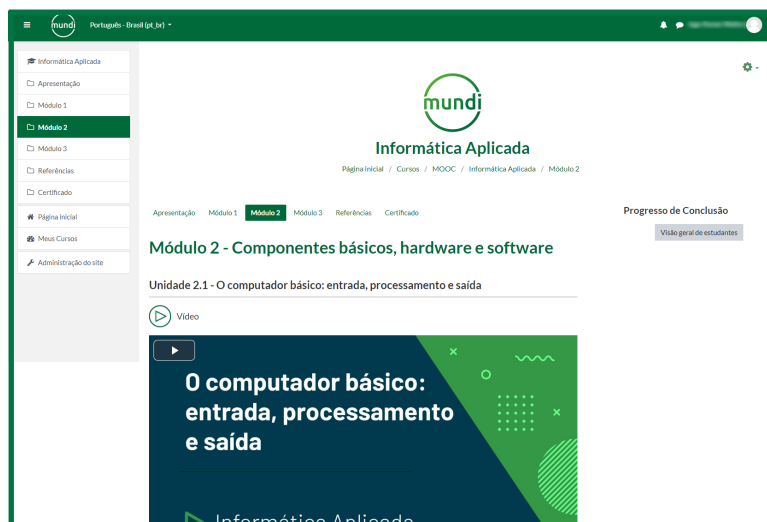 mundi
Português - Brasil (pt_br)
Informática Aplicada
Apresentação
Módulo 1
Módulo 2
Módulo 3
Referências
Certificado
Página inicial
Meus Cursos
Administração do site
mundi
Informática Aplicada
Página inicial / Cursos / MOOC / Informática Aplicada / Módulo 2
Apresentação Módulo 1 Módulo 2 Módulo 3 Referências Certificado
Módulo 2 - Componentes básicos, hardware e software
Unidade 2.1 - O computador básico: entrada, processamento e saída
Vídeo
O computador básico:
entrada, processamento
e saída
Informática Aplicada
Progresso de Conclusão
Visão geral de estudantes